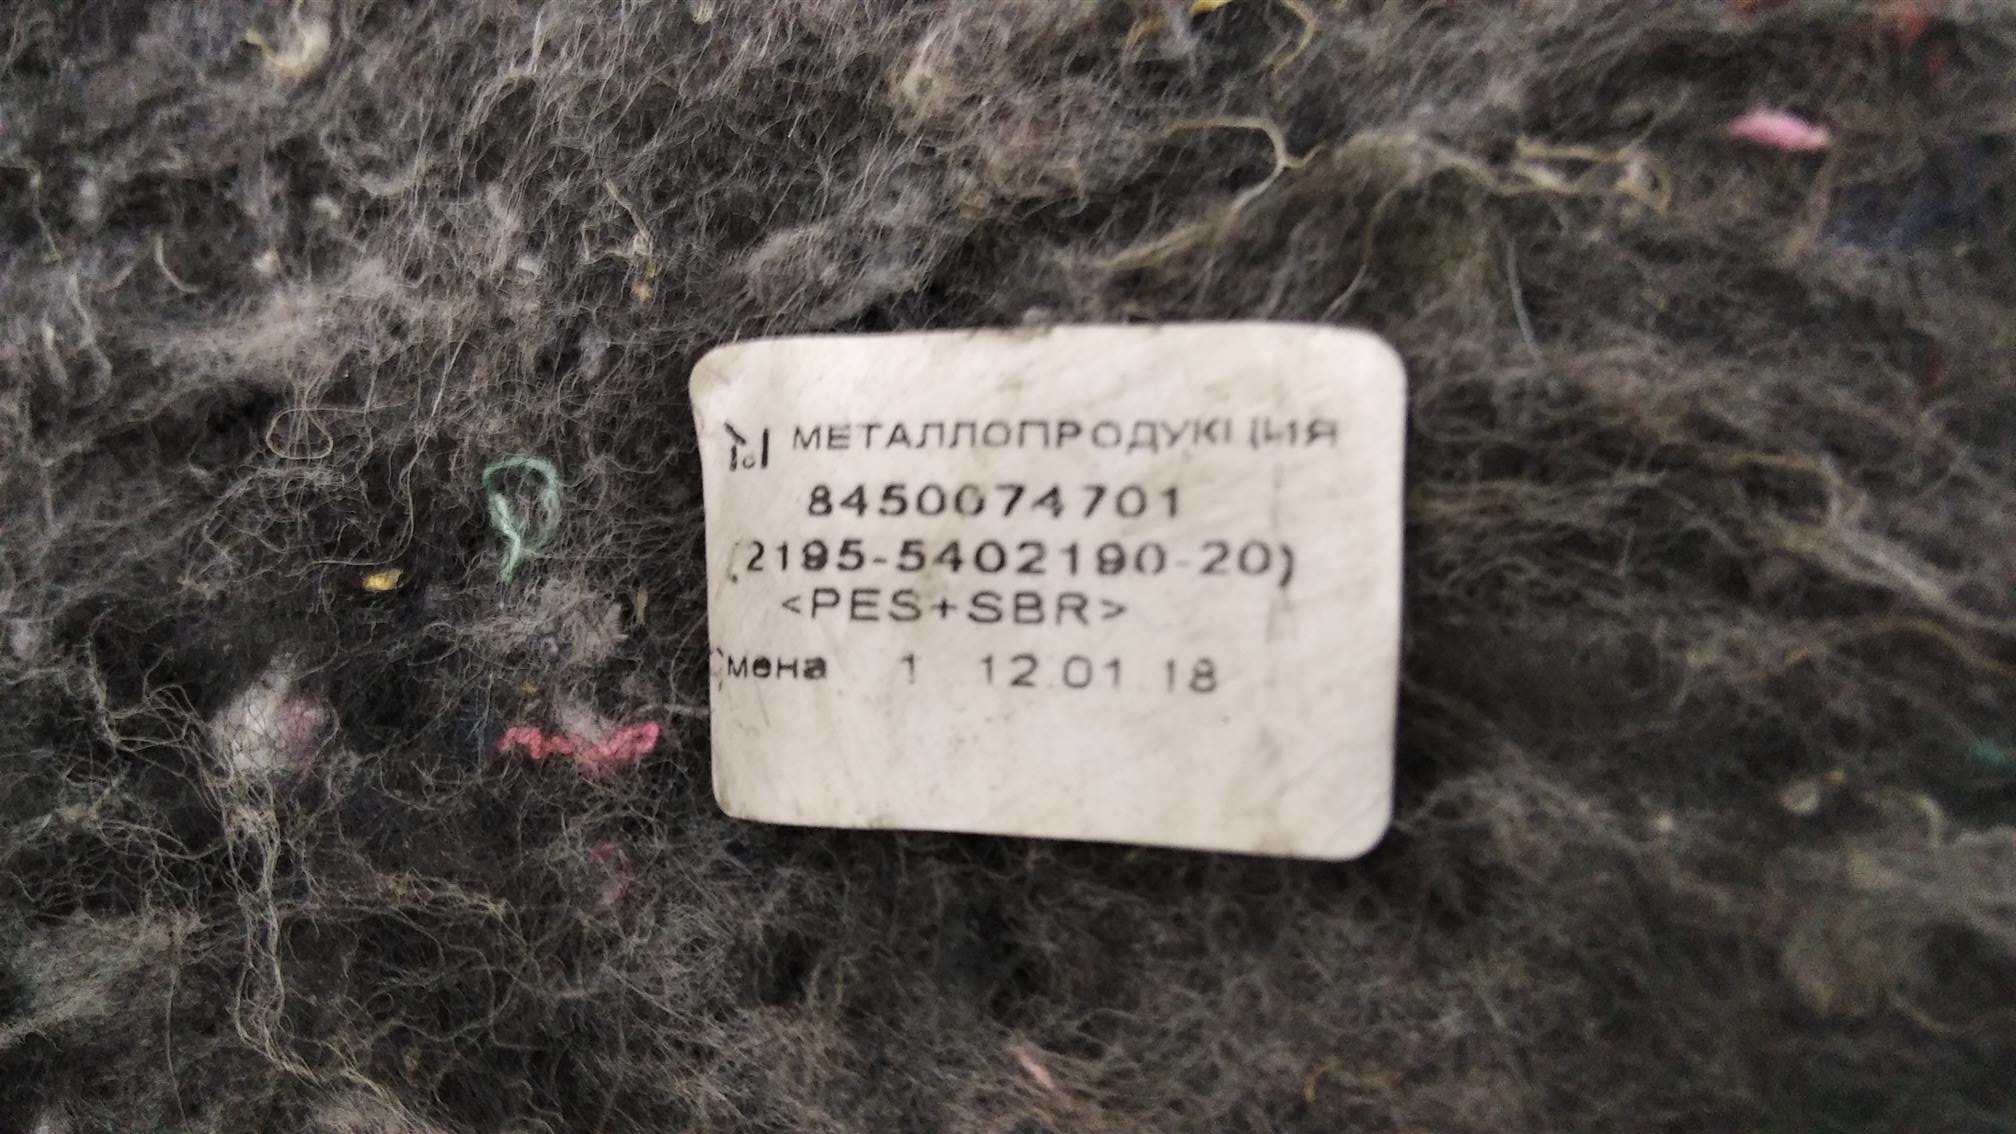 МЕТАЛЛОПРОДУКЦИЯ
8450074701
(2195-5402190-20)
<PES+SBR>
Смена 1 12.01.18